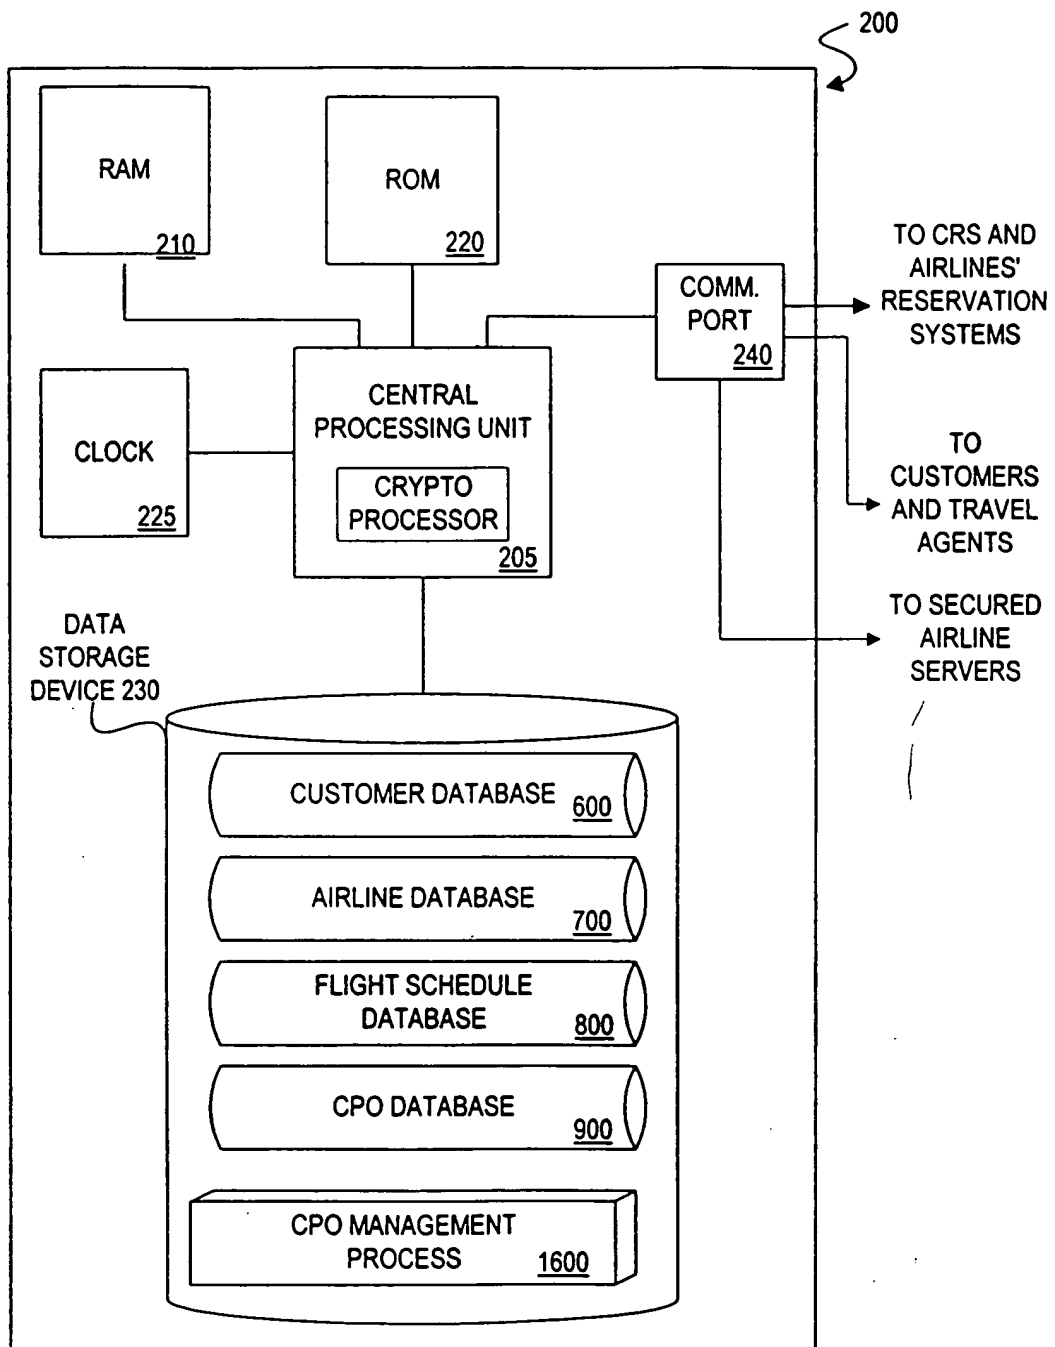 200
RAM
210
ROM
220
COMM.
PORT
240
TO CRS AND
AIRLINES'
RESERVATION
SYSTEMS
CLOCK
225
CENTRAL
PROCESSING UNIT
CRYPTO
PROCESSOR
205
TO
CUSTOMERS
AND TRAVEL
AGENTS
TO SECURED
AIRLINE
SERVERS
DATA
STORAGE
DEVICE 230
CUSTOMER DATABASE
600
AIRLINE DATABASE
700
FLIGHT SCHEDULE
DATABASE
800
CPO DATABASE
900
CPO MANAGEMENT
PROCESS
1600